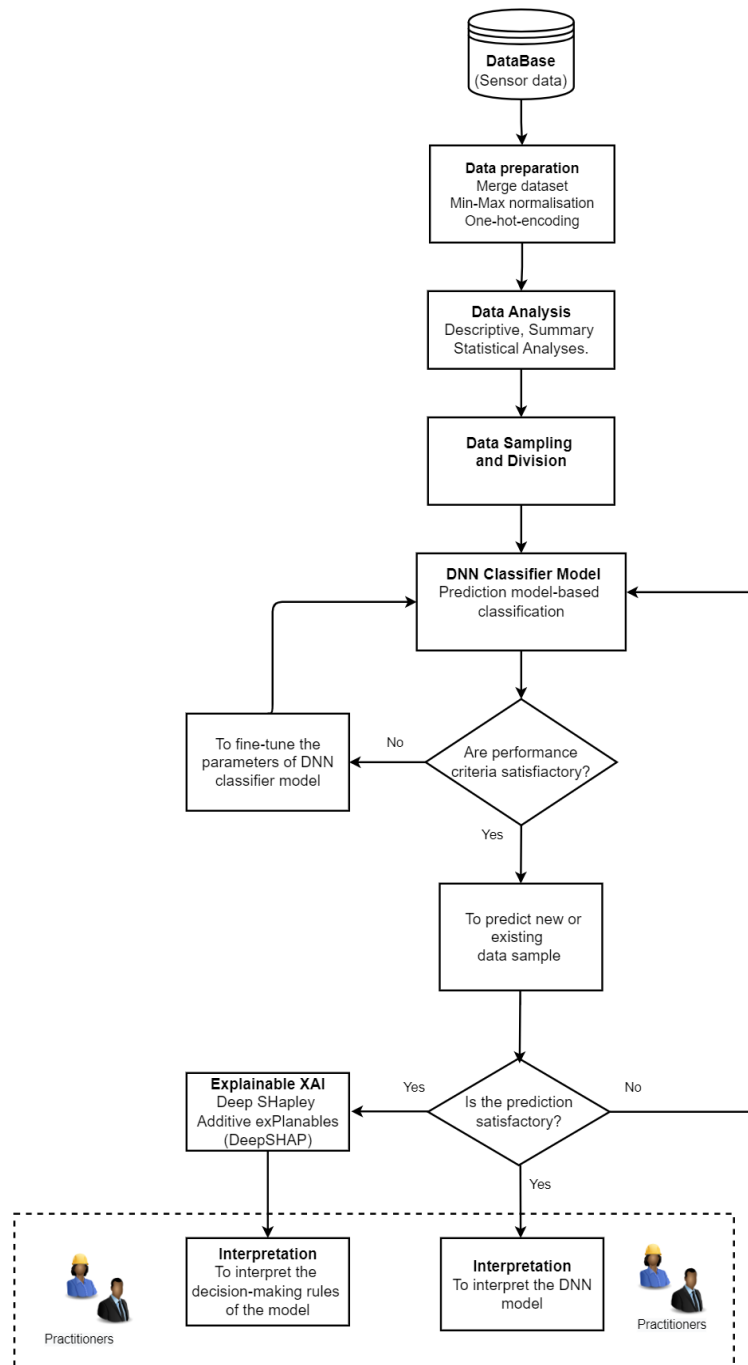 DataBase
(Sensor data)
Data preparation
Merge dataset
Min-Max normalisation
One-hot-encoding
Data Analysis
Descriptive, Summary
Statistical Analyses.
Data Sampling
and Division
DNN Classifier Model
Prediction model-based
classification
To fine-tune the
parameters of DNN
classifier model
No
Are performance
criteria satisfiactory?
Yes
To predict new or
existing
data sample
Explainable XAI
Deep SHapley
Additive exPlanables
(DeepSHAP)
Yes
Is the prediction
satisfactory?
No
Yes
Interpretation
To interpret the
decision-making rules
of the model
Interpretation
To interpret the DNN
model
Practitioners
Practitioners